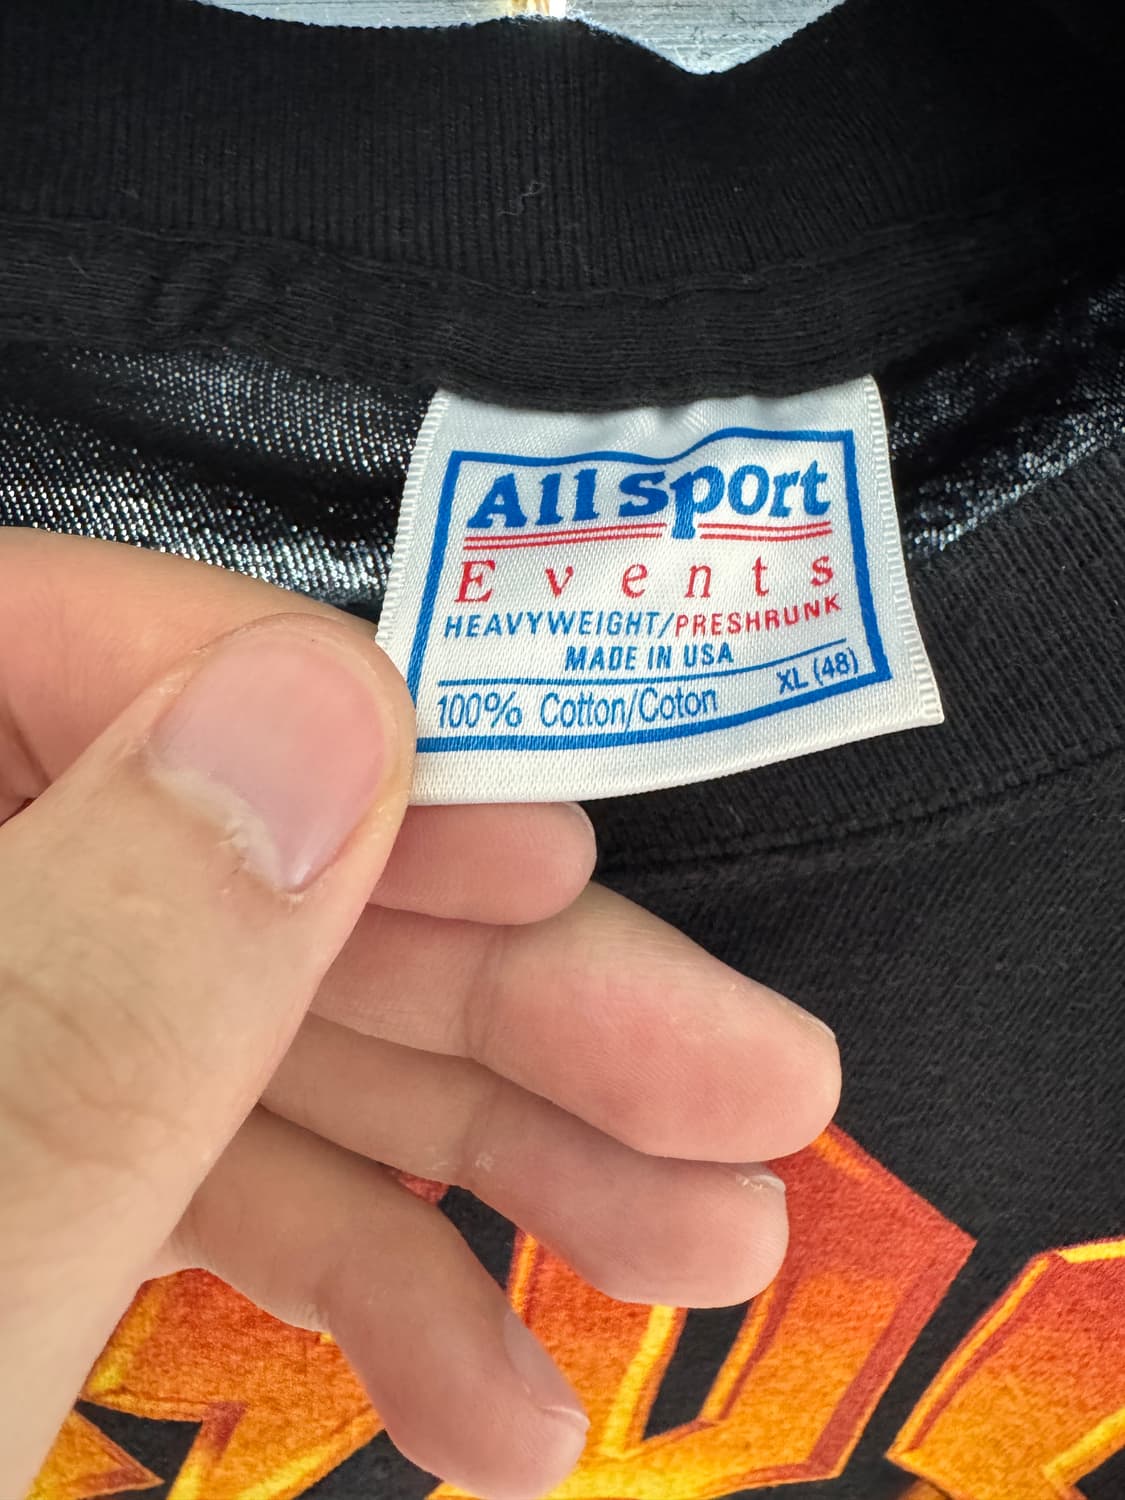 All sport
Events
HEAVYWEIGHT/PRESHRUNK
MADE IN USA
100% Cotton/Coton XL (48)